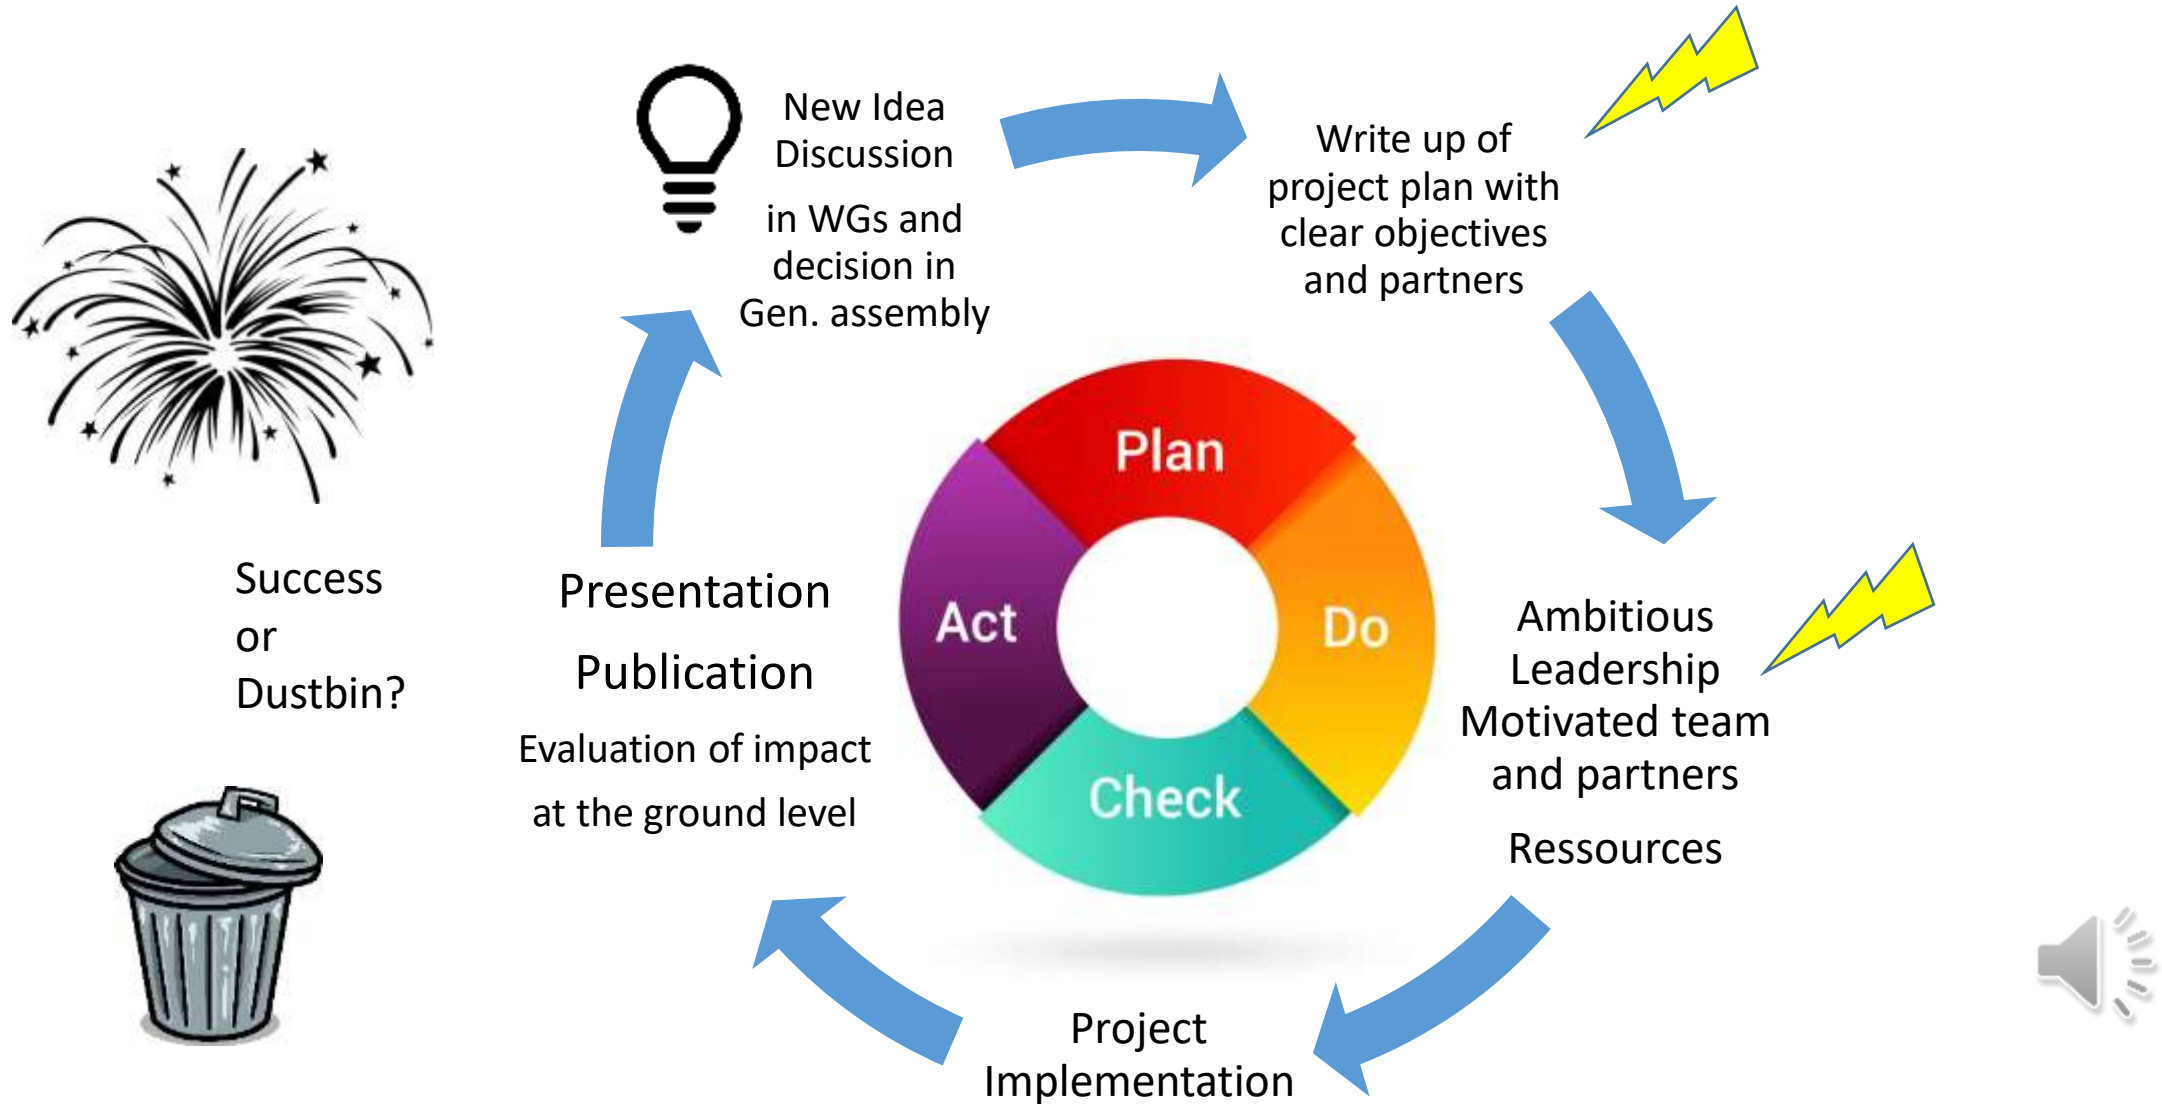 New Idea
Discussion
in WGs and
decision in
Gen. assembly
Write up of
project plan with
clear objectives
and partners
Ambitious
Leadership
Motivated team
and partners
Ressources
Project
Implementation
Presentation
Publication
Evaluation of impact
at the ground level
Success
or
Dustbin?
Plan
Do
Check
Act